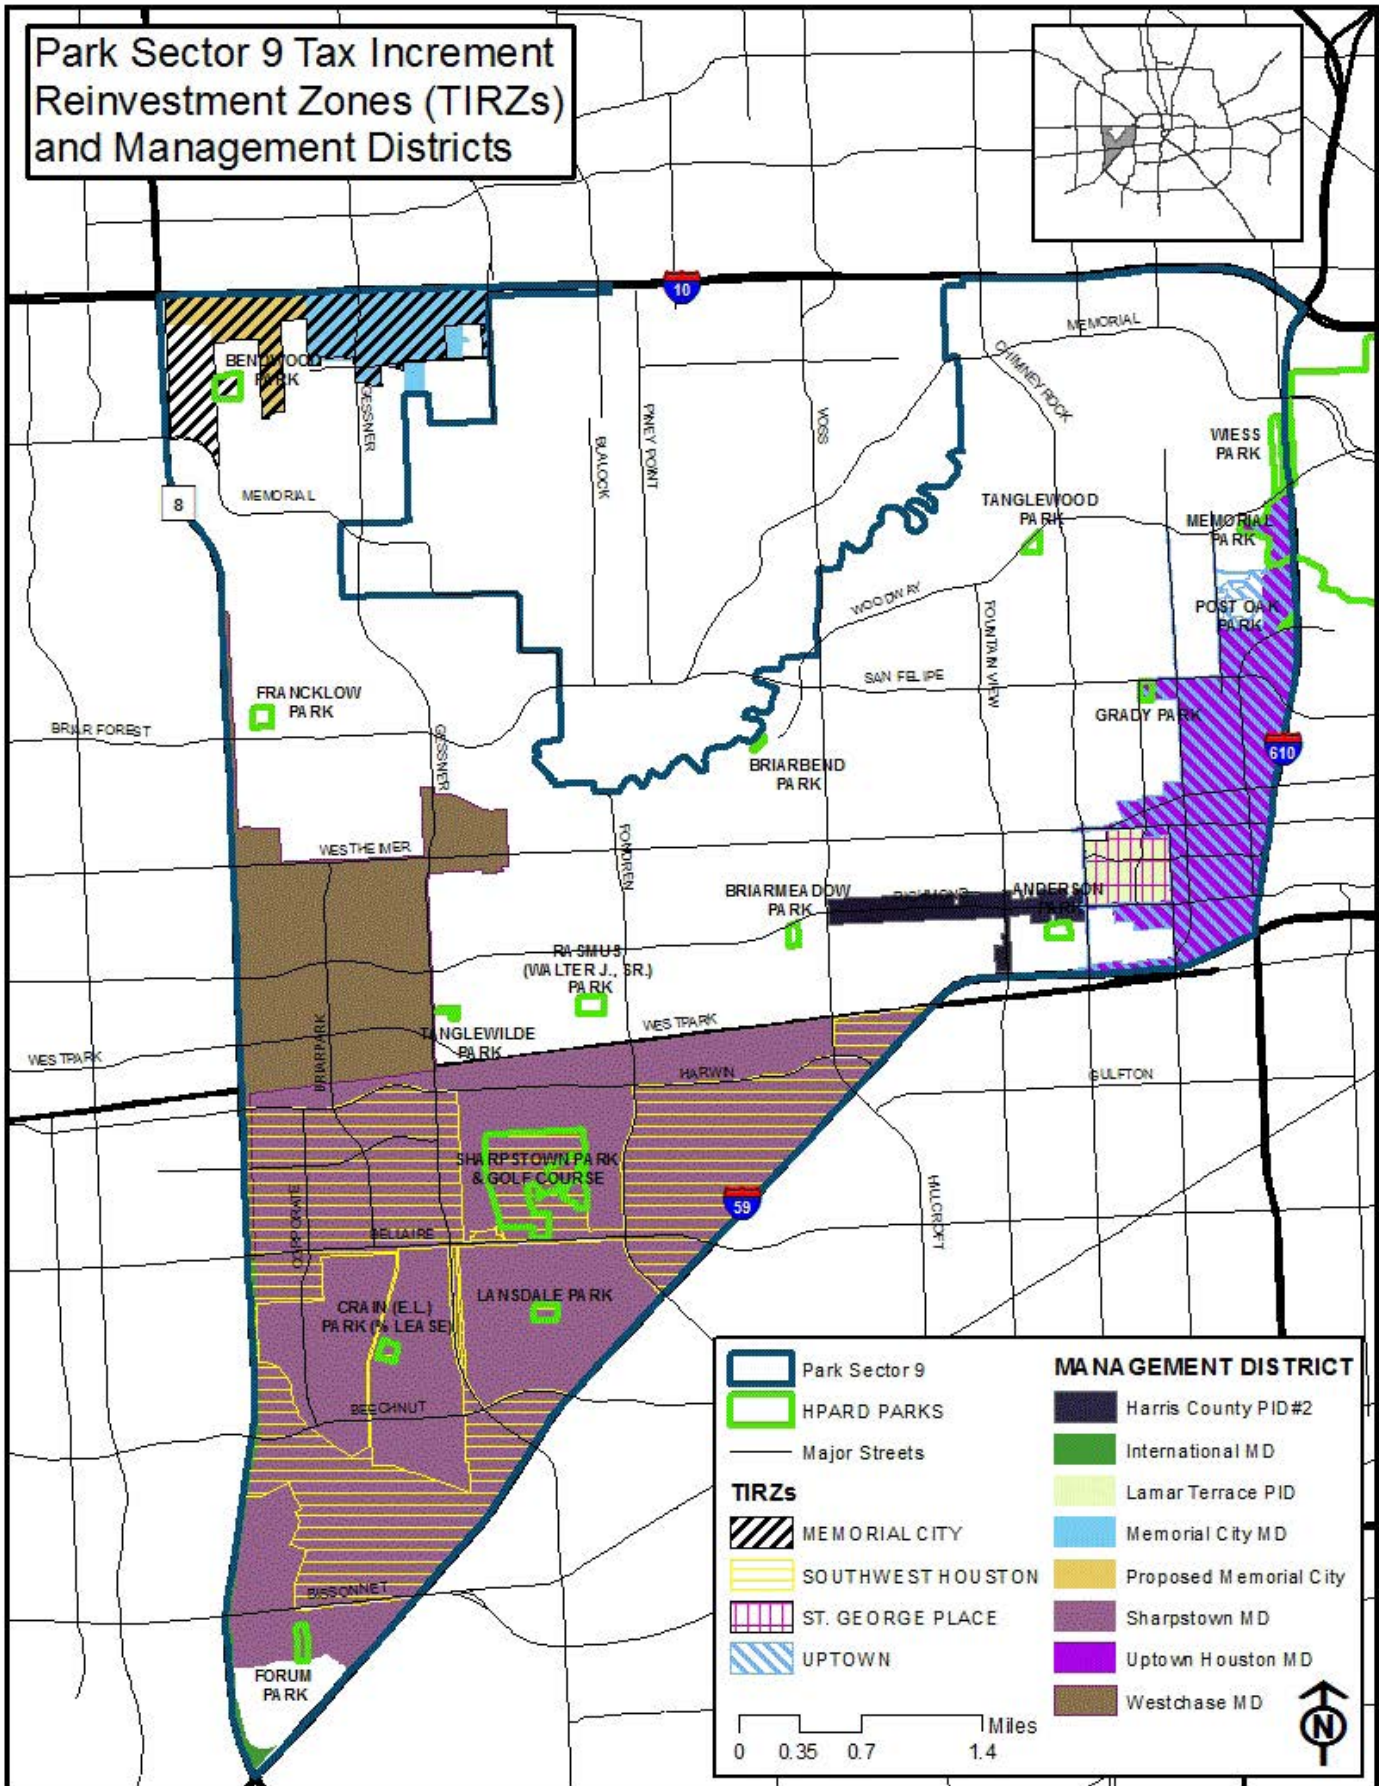 Park Sector 9 Tax Increment
Reinvestment Zones (TIRZs)
and Management Districts
10
MEMORIAL
CHIMNEY ROCK
BENDWOOD
PARK
GESSNER
BLALOCK
PINEY POINT
VOSS
WIESS
PARK
8
MEMORIAL
TANGLEWOOD
PARK
MEMORIAL
PARK
WOODWAY
FOUNTAIN VIEW
POST OAK
PARK
SAN FELIPE
FRANCKLOW
PARK
BRIAR FOREST
GESSNER
GRADY PARK
610
BRIARBEND
PARK
WESTHEIMER
FONDREN
BRIARMEADOW
PARK
RICHMOND
ANDERSON
PARK
RASMUS
(WALTER J., SR.)
PARK
TANGLEWILDE
PARK
WESTPARK
WESTPARK
BRIARPARK
HARWIN
GULFTON
SHARPSTOWN PARK
& GOLF COURSE
CORPORATE
59
HILLCROFT
BELLAIRE
LANSDALE PARK
CRAIN (E.L.)
PARK (% LEASE)
BEECHNUT
BISSONNET
FORUM
PARK
Park Sector 9
HPARD PARKS
Major Streets
TIRZs
MEMORIAL CITY
SOUTHWEST HOUSTON
ST. GEORGE PLACE
UPTOWN
MANAGEMENT DISTRICT
Harris County PID#2
International MD
Lamar Terrace PID
Memorial City MD
Proposed Memorial City
Sharpstown MD
Uptown Houston MD
Westchase MD
Miles
0 0.35 0.7 1.4
N